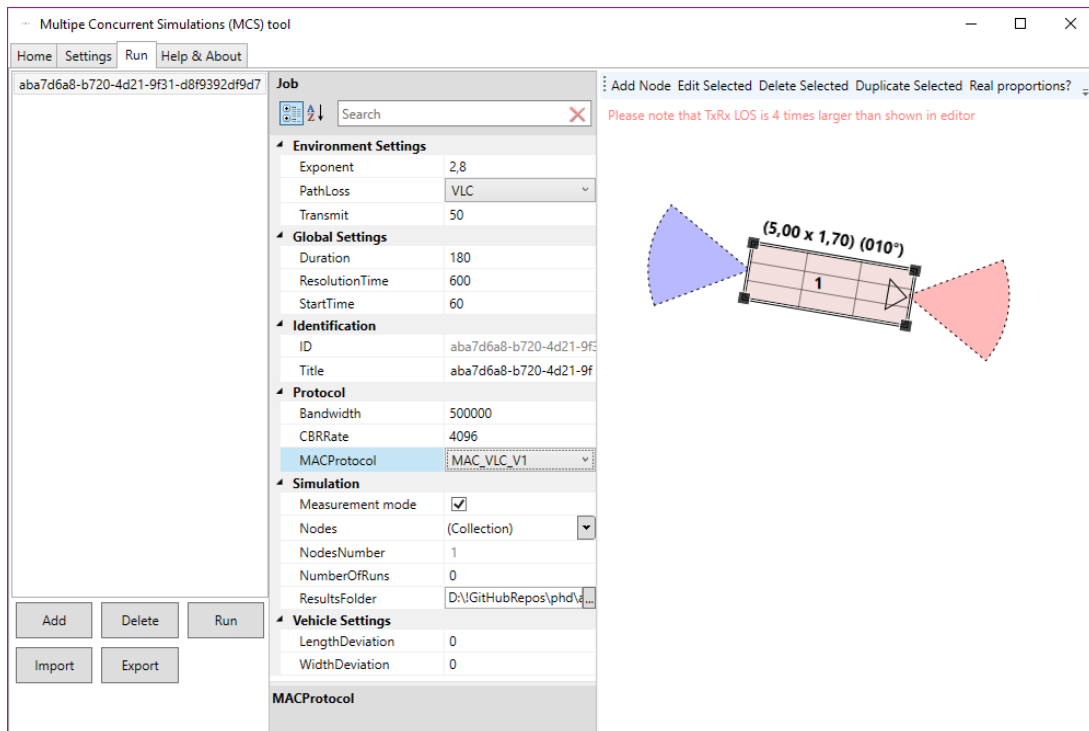 Multipe Concurrent Simulations (MCS) tool
Home Settings Run Help & About
aba7d6a8-b720-4d21-9f31-d8f9392df9d7
Add Delete Run
Import Export
Job
A Z Search
Environment Settings
Exponent 2,8
PathLoss VLC
Transmit 50
Global Settings
Duration 180
ResolutionTime 600
StartTime 60
Identification
ID aba7d6a8-b720-4d21-9f3
Title aba7d6a8-b720-4d21-9f
Protocol
Bandwidth 500000
CBRRate 4096
MACProtocol MAC_VLC_V1
Simulation
Measurement mode
Nodes (Collection)
NodesNumber 1
NumberOfRuns 0
ResultsFolder D:\!GitHubRepos\phd\a ...
Vehicle Settings
LengthDeviation 0
WidthDeviation 0
MACProtocol
Add Node Edit Selected Delete Selected Duplicate Selected Real proportions?
Please note that TxRx LOS is 4 times larger than shown in editor
(5,00 x 1,70) (010°)
1